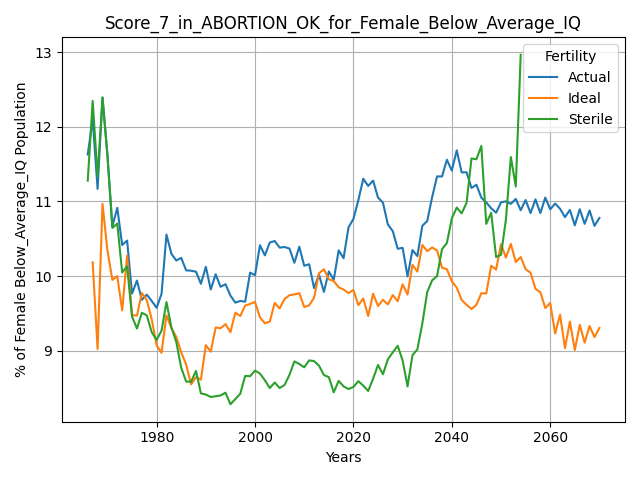 Score_7_in_ABORTION_OK_for_Female_Below_Average_IQ
% of Female Below_Average_IQ Population
13
12
11
10
9
Fertility
Actual
Ideal
Sterile
1980
2000
2020
2040
2060
Years